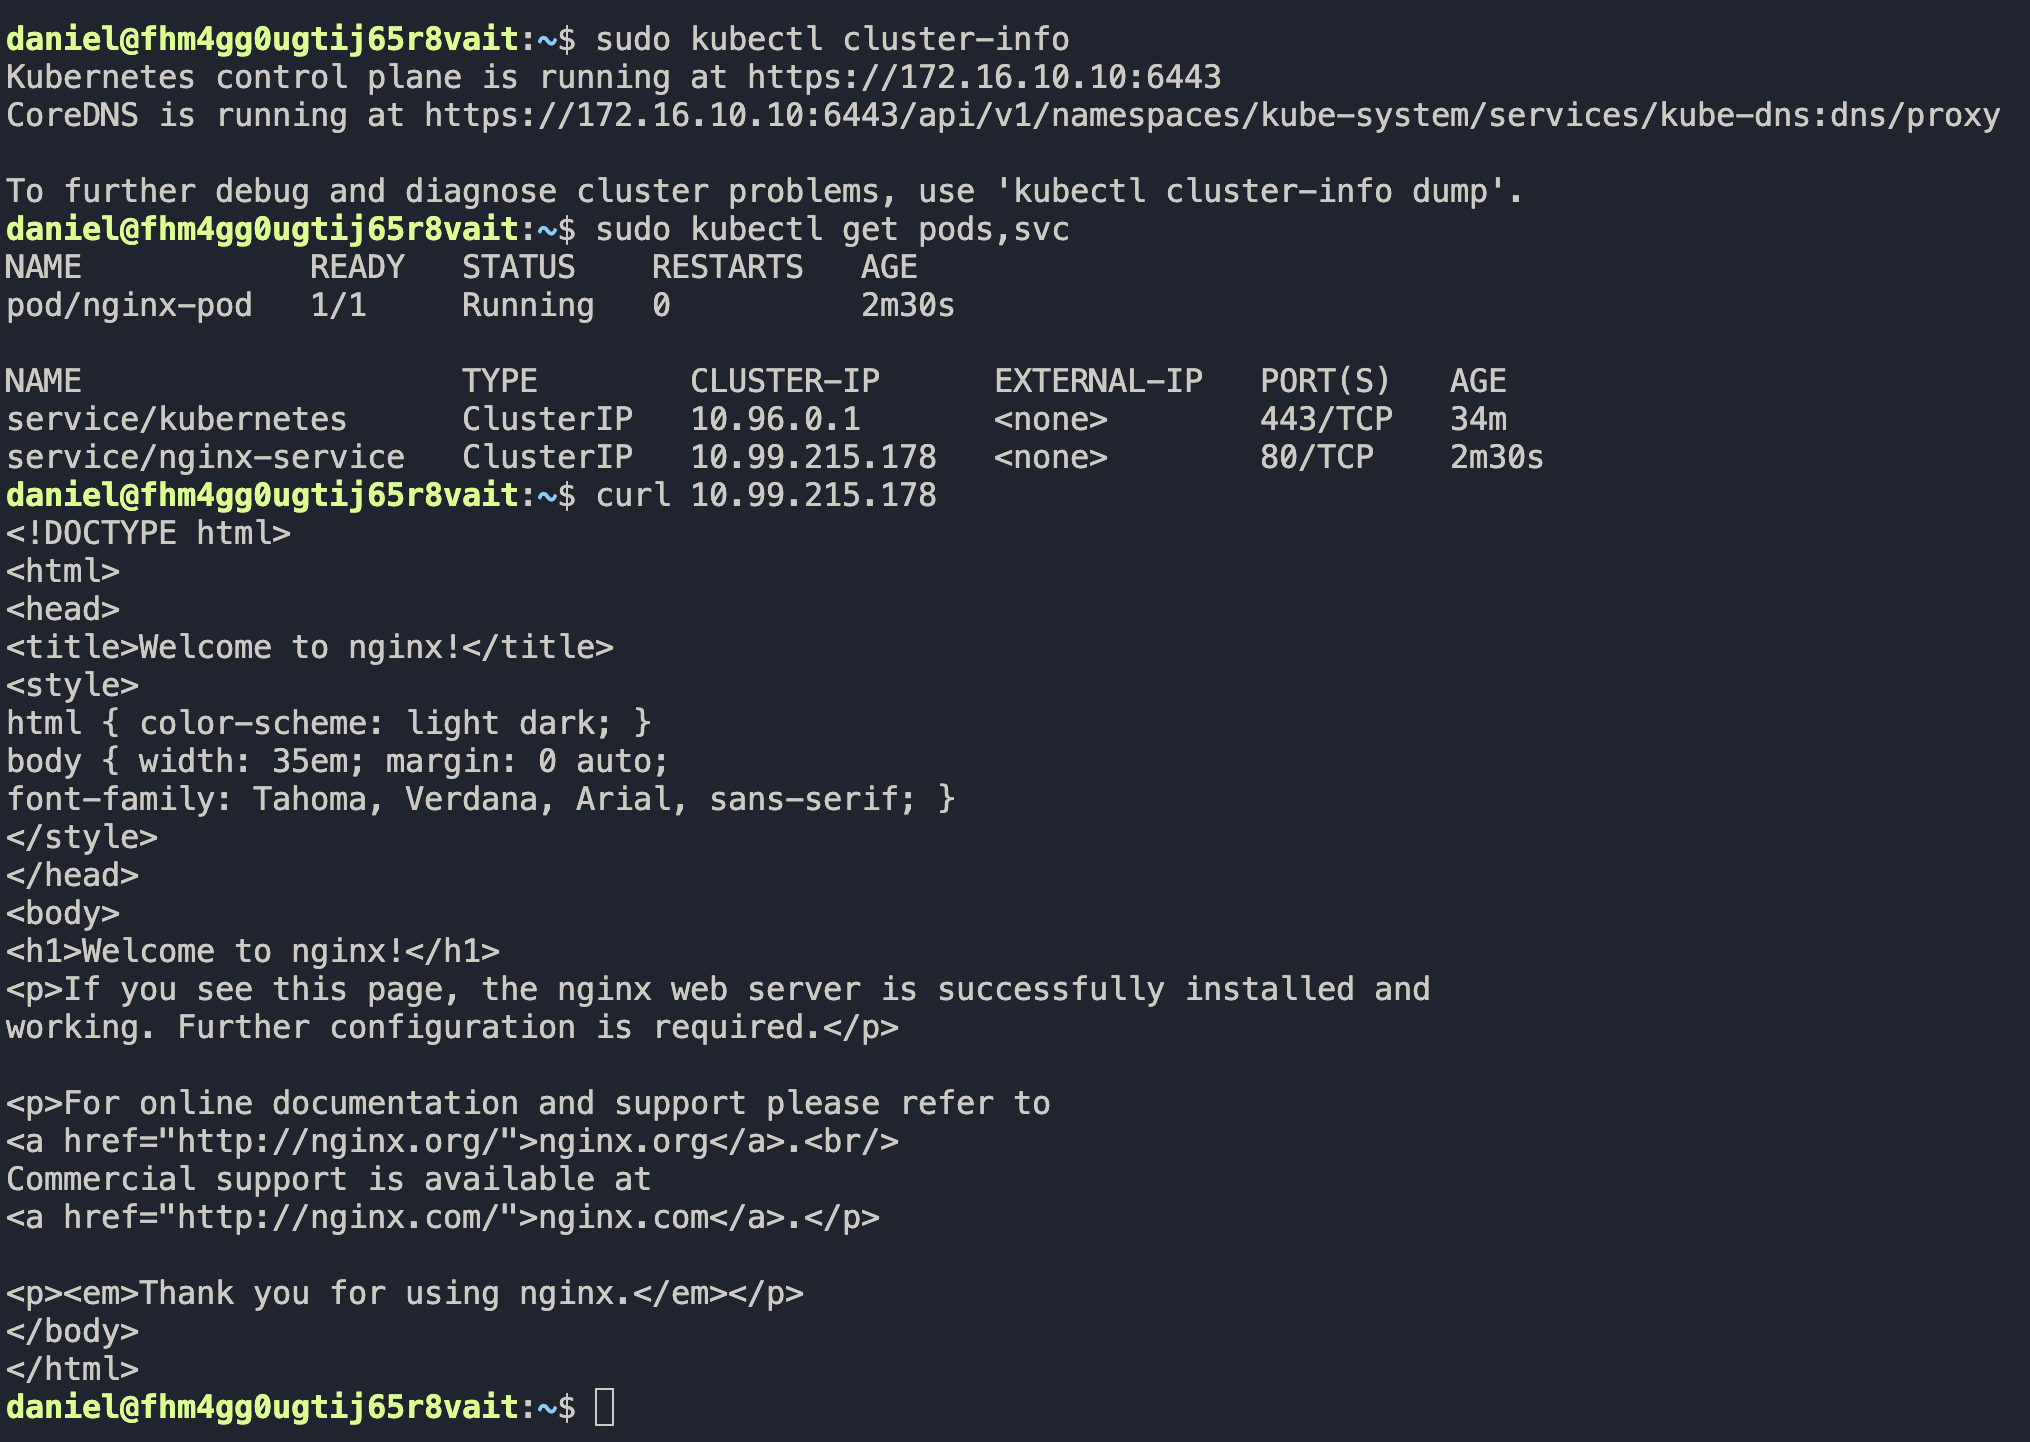 daniel@fhm4gg0ugtij65r8vait:~$ sudo kubectl cluster-info
Kubernetes control plane is running at https://172.16.10.10:6443
CoreDNS is running at https://172.16.10.10:6443/api/v1/namespaces/kube-system/services/kube-dns:dns/proxy

To further debug and diagnose cluster problems, use 'kubectl cluster-info dump'.
daniel@fhm4gg0ugtij65r8vait:~$ sudo kubectl get pods,svc
NAME            READY   STATUS    RESTARTS   AGE
pod/nginx-pod   1/1     Running   0          2m30s

NAME                    TYPE        CLUSTER-IP      EXTERNAL-IP   PORT(S)   AGE
service/kubernetes      ClusterIP   10.96.0.1       <none>        443/TCP   34m
service/nginx-service   ClusterIP   10.99.215.178   <none>        80/TCP    2m30s
daniel@fhm4gg0ugtij65r8vait:~$ curl 10.99.215.178
<!DOCTYPE html>
<html>
<head>
<title>Welcome to nginx!</title>
<style>
html { color-scheme: light dark; }
body { width: 35em; margin: 0 auto;
font-family: Tahoma, Verdana, Arial, sans-serif; }
</style>
</head>
<body>
<h1>Welcome to nginx!</h1>
<p>If you see this page, the nginx web server is successfully installed and
working. Further configuration is required.</p>

<p>For online documentation and support please refer to
<a href="http://nginx.org/">nginx.org</a>.<br/>
Commercial support is available at
<a href="http://nginx.com/">nginx.com</a>.</p>

<p><em>Thank you for using nginx.</em></p>
</body>
</html>
daniel@fhm4gg0ugtij65r8vait:~$